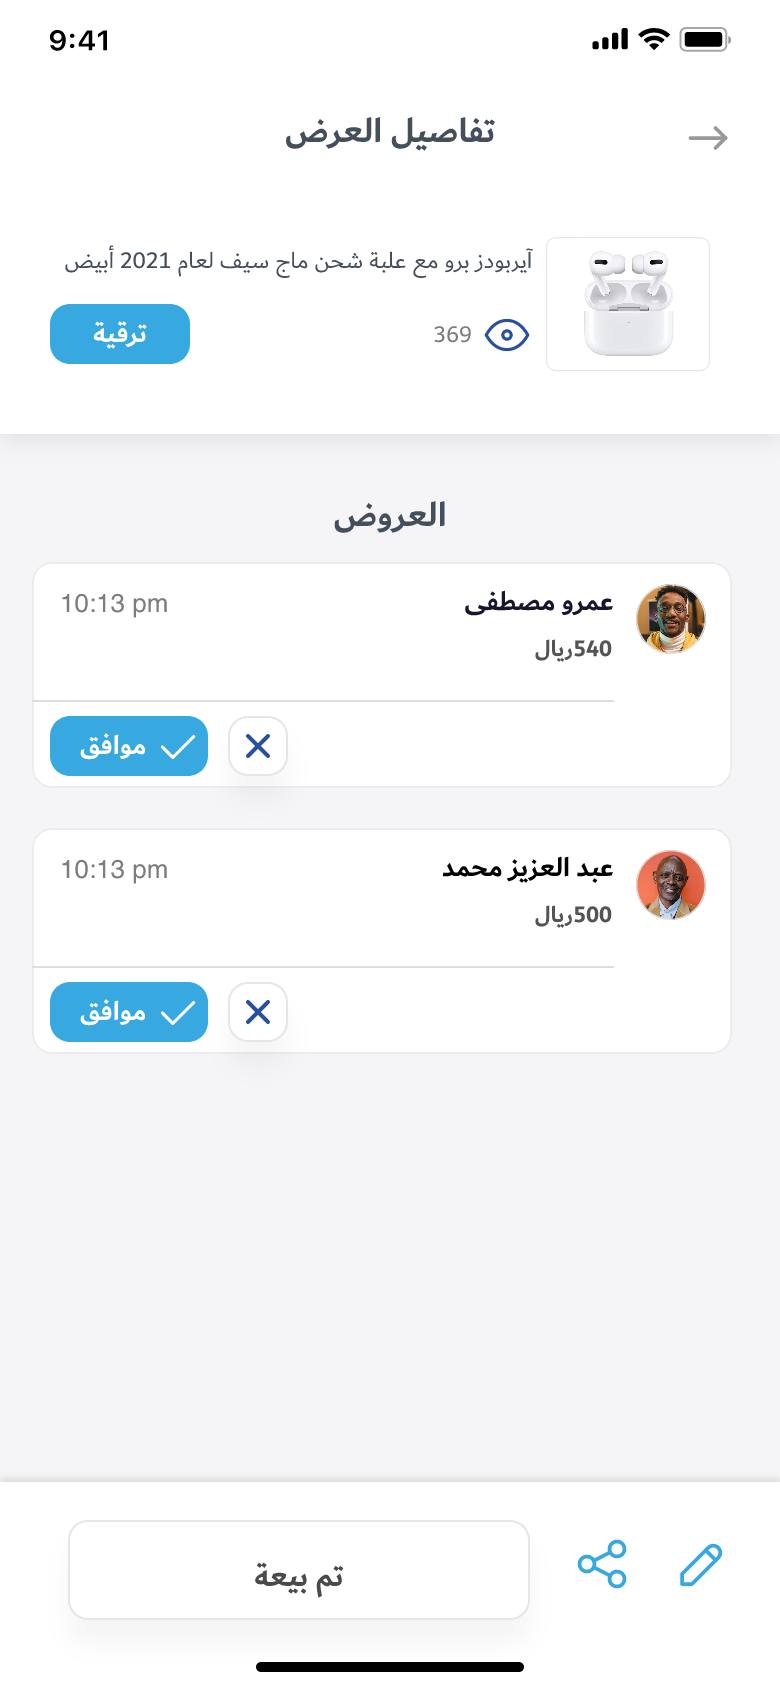 9:41
تفاصيل العرض
آيربودز برو مع علبة شحن ماج سيف لعام 2021 أبيض
369
ترقية
العروض
عمرو مصطفى
10:13 pm
540ريال
موافق
عبد العزيز محمد
10:13 pm
500ريال
موافق
تم بيعة